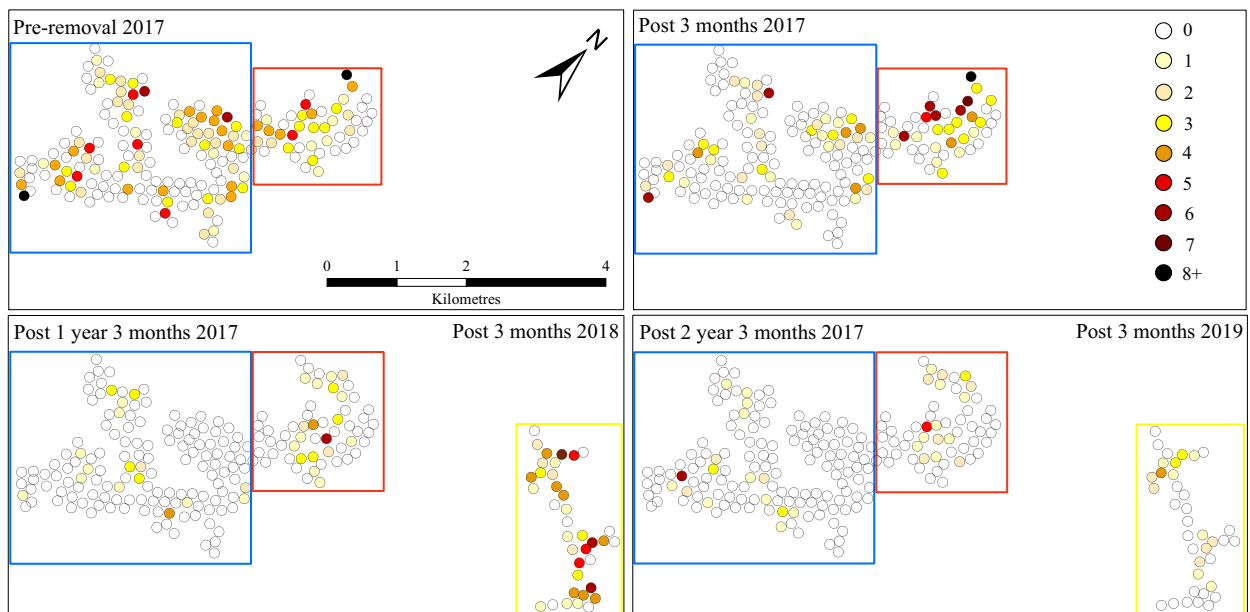 Pre-removal 2017
N
0 1 2 4
Kilometres
Post 3 months 2017
0
1
2
3
4
5
6
7
8+
Post 1 year 3 months 2017
Post 3 months 2018
Post 2 year 3 months 2017
Post 3 months 2019